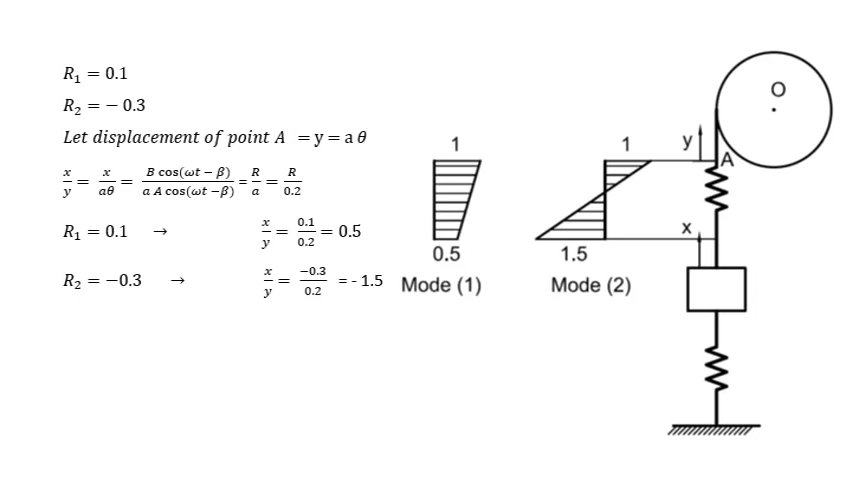 R₁ = 0.1
R₂ = − 0.3
Let displacement of point A = y = a θ
x/y = x/aθ = B cos(ωt − β)/a A cos(ωt −β) = R/a = R/0.2
R₁ = 0.1 → x/y = 0.1/0.2 = 0.5
R₂ = −0.3 → x/y = −0.3/0.2 = - 1.5
1
0.5
Mode (1)
1
1.5
Mode (2)
y
A
x
O